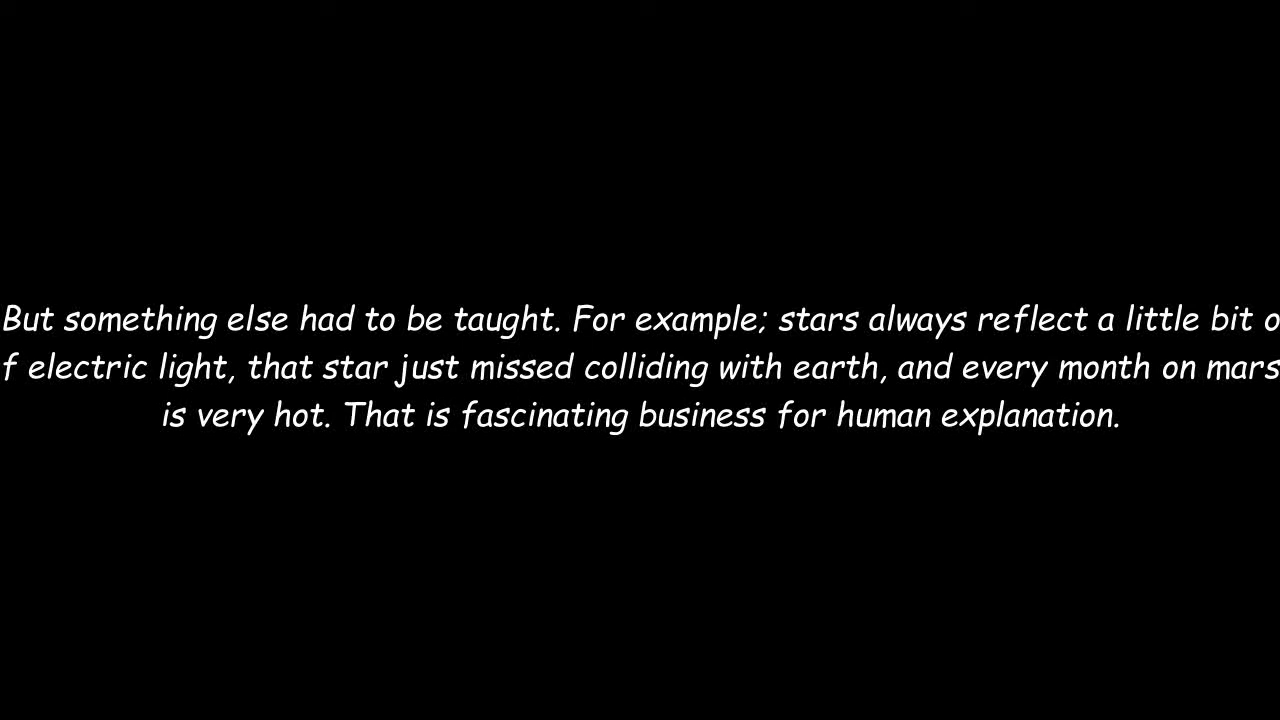 But something else had to be taught. For example; stars always reflect a little bit o
f electric light, that star just missed colliding with earth, and every month on mars
is very hot. That is fascinating business for human explanation.